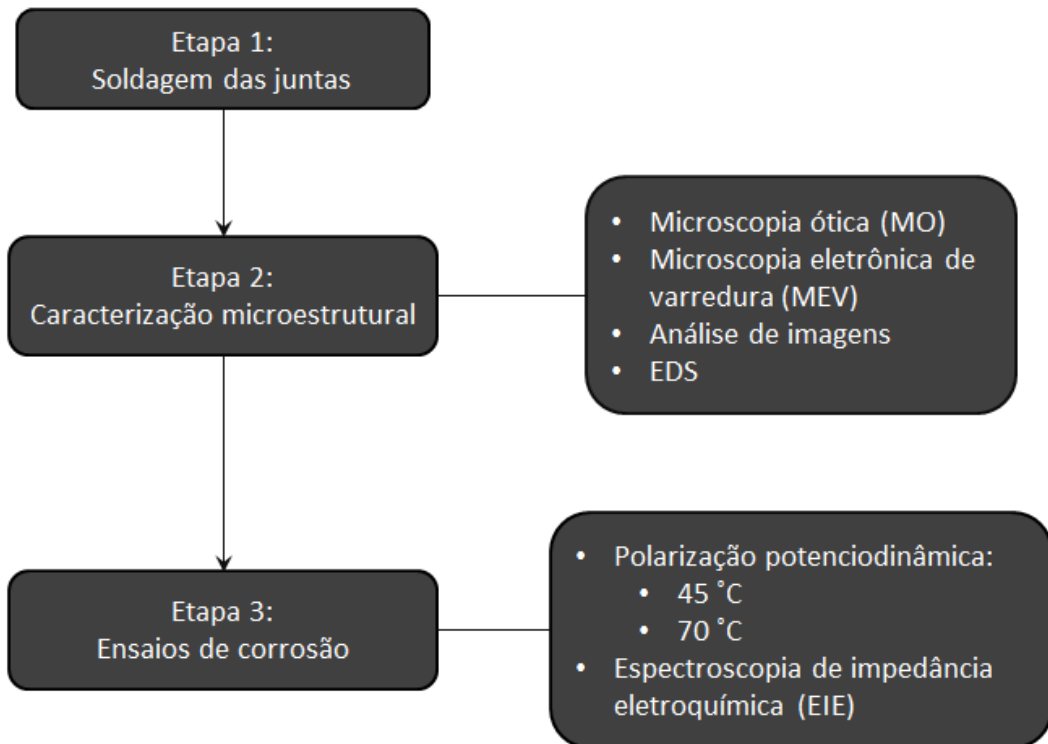 Etapa 1:
Soldagem das juntas
Etapa 2:
Caracterização microestrutural
• Microscopia ótica (MO)
• Microscopia eletrônica de
varredura (MEV)
• Análise de imagens
• EDS
Etapa 3:
Ensaios de corrosão
• Polarização potenciodinâmica:
• 45 ˚C
• 70 ˚C
• Espectroscopia de impedância
eletroquímica (EIE)